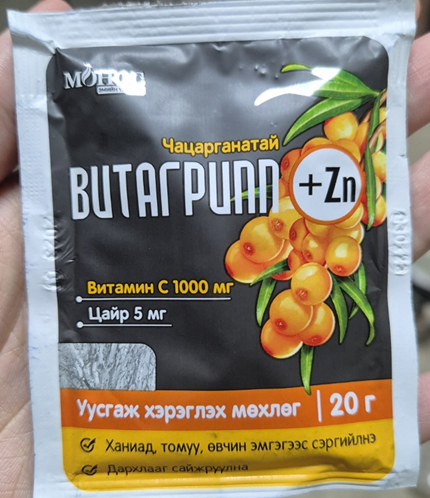 Чацарганатай
ВИТАГРИПП
+Zn
Витамин С 1000 мг
Цайр 5 мг
Уусгаж хэрэглэх мөхлөг | 20 г
Ханиад, томуу, өвчин эмгэгээс сэргийлнэ
Дархлааг сайжруулна